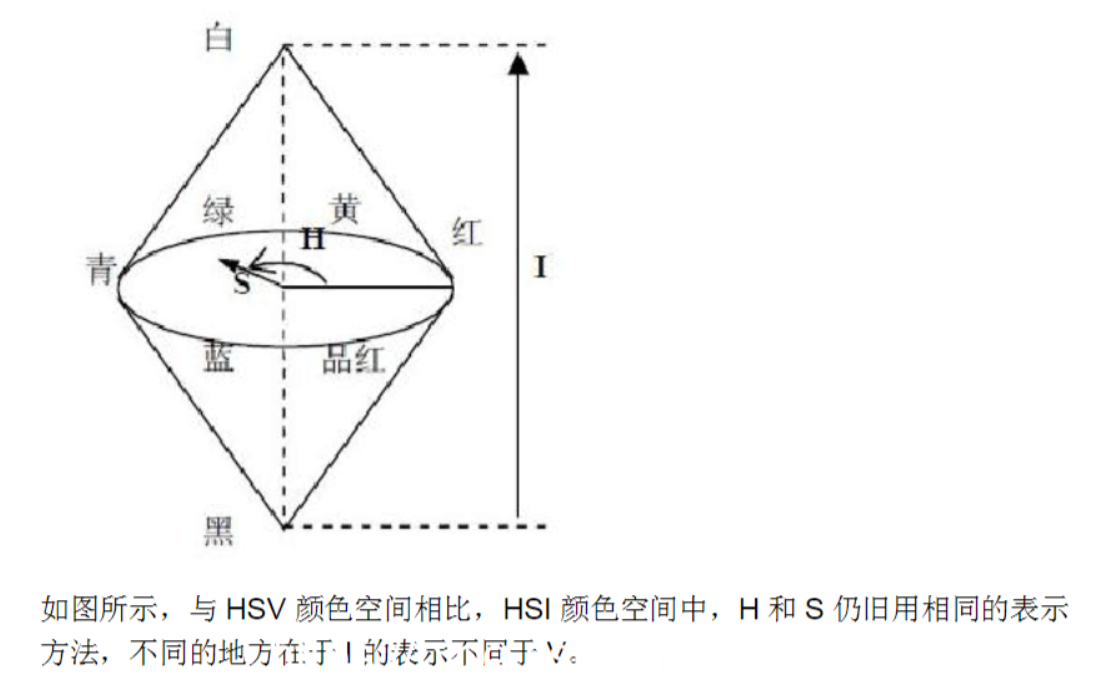 白
绿
黄
H
红
青
S
I
蓝
品红
黑
如图所示，与 HSV 颜色空间相比，HSI 颜色空间中，H 和 S 仍旧用相同的表示
方法，不同的地方在于 I 的表示不同于 V。